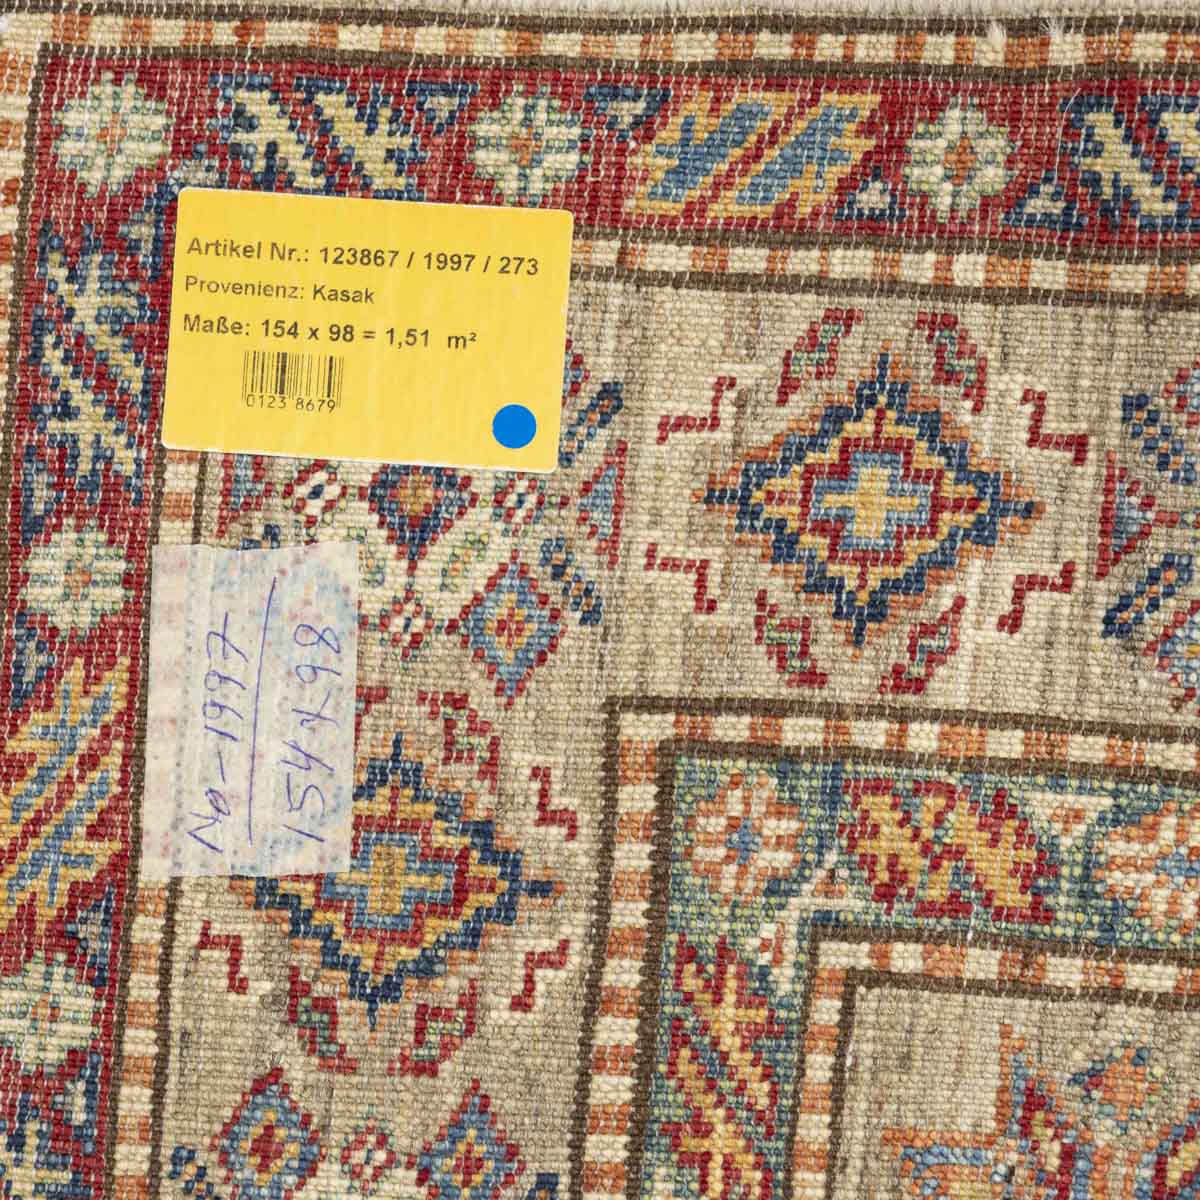 Artikel Nr.: 123867 / 1997 / 273
Provenienz: Kasak
Maße: 154 x 98 = 1,51 m²
0123 8679
No-1997
154x98